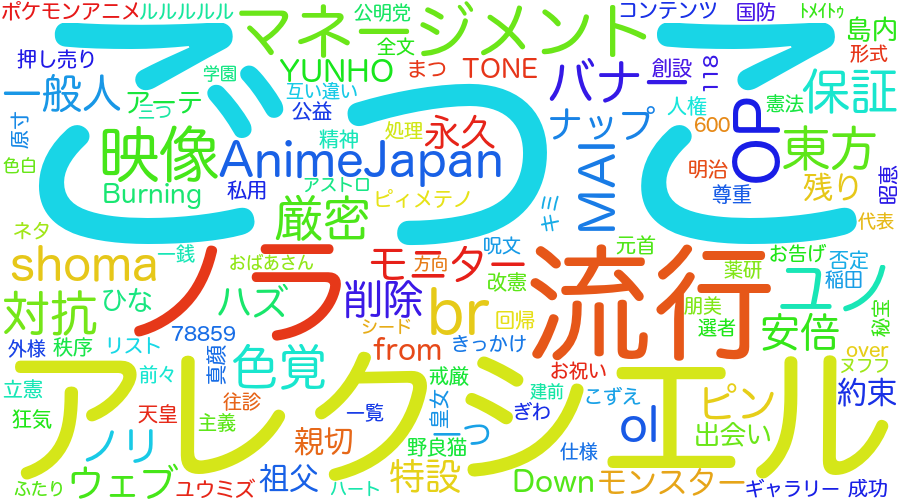 ポケモンアニメ
ルルルルル
マネージメント
公明党
全文
コンテンツ
国防
ﾄﾒｲﾄｩ
島内
形式
押し売り
学園
YUNHO
まつ
TONE
バナー
創設
118
ござつご
一般人
アーテ
三つ
互い違い
公益
保証
人権
憲法
原寸
映像
精神
処理
永久
ナップ
600
OP
東方
AnimeJapan
MAI
明治
色白
Burning
私用
アストロ
ピィメテノ
尊重
残り
昭恵
厳密
キミ
代表
ネタ
一銭
ノラ
モニター
呪文
元首
お告げ
否定
shoma
おばあさん
方向
改憲
流行
薬研
稲田
ユノ
対抗
ひな
ハズ
削除
br
回帰
朋美
選者
安倍
秘宝
78859
シード
外様
秩序
リスト
真顔
色覚
from
きっかけ
over
ヌフフ
アレクシエル
立憲
前々
戒厳
お祝い
建前
こずえ
ピン
約束
狂気
天皇
往診
主義
一覧
皇女
ぎわ
ol
出会い
ノリ
親切
野良猫
一つ
仕様
ふたり
ウェブ
ユウミズ
祖父
ハート
特設
Down
モンスター
ギャラリー
成功